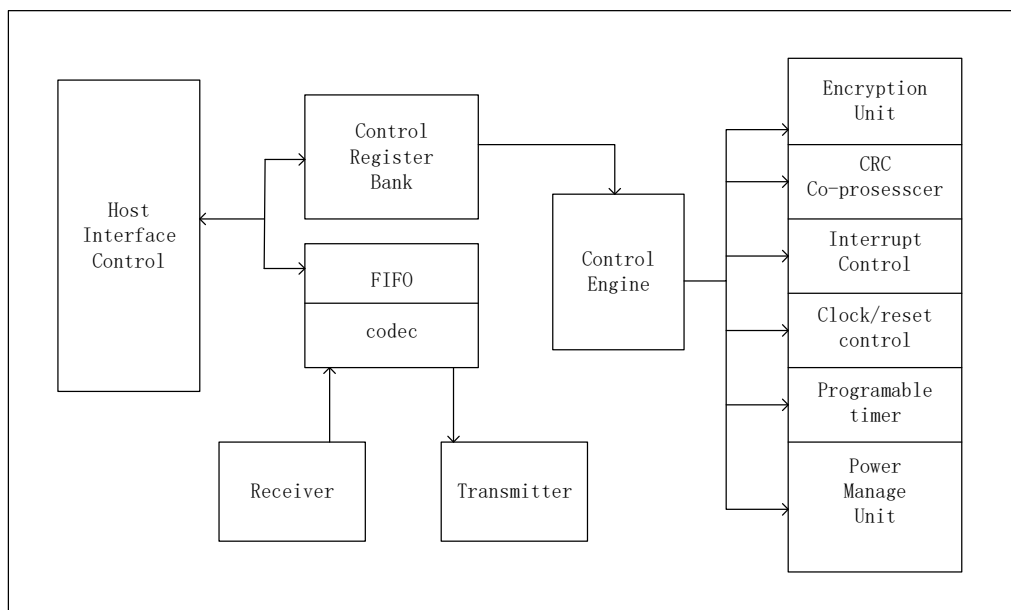 Host
Interface
Control
Control
Register
Bank
FIFO
codec
Receiver
Transmitter
Control
Engine
Encryption
Unit
CRC
Co-prosesscer
Interrupt
Control
Clock/reset
control
Programable
timer
Power
Manage
Unit